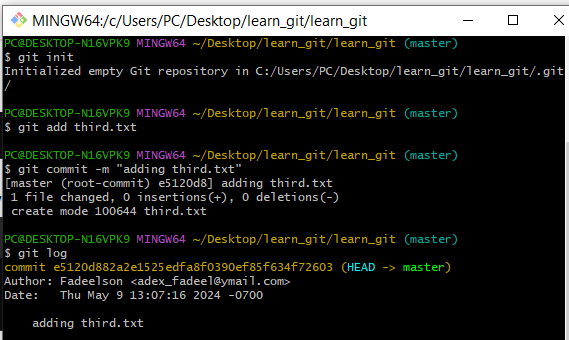 MINGW64:/c/Users/PC/Desktop/learn_git/learn_git
PC@DESKTOP-N16VPK9 MINGW64 ~/Desktop/learn_git/learn_git (master)
$ git init
Initialized empty Git repository in C:/Users/PC/Desktop/learn_git/learn_git/.git
/
PC@DESKTOP-N16VPK9 MINGW64 ~/Desktop/learn_git/learn_git (master)
$ git add third.txt
PC@DESKTOP-N16VPK9 MINGW64 ~/Desktop/learn_git/learn_git (master)
$ git commit -m "adding third.txt"
[master (root-commit) e5120d8] adding third.txt
 1 file changed, 0 insertions(+), 0 deletions(-)
 create mode 100644 third.txt
PC@DESKTOP-N16VPK9 MINGW64 ~/Desktop/learn_git/learn_git (master)
$ git log
commit e5120d882a2e1525edfa8f0390ef85f634f72603 (HEAD -> master)
Author: Fadeelson <adex_fadeel@ymail.com>
Date:   Thu May 9 13:07:16 2024 -0700
    adding third.txt